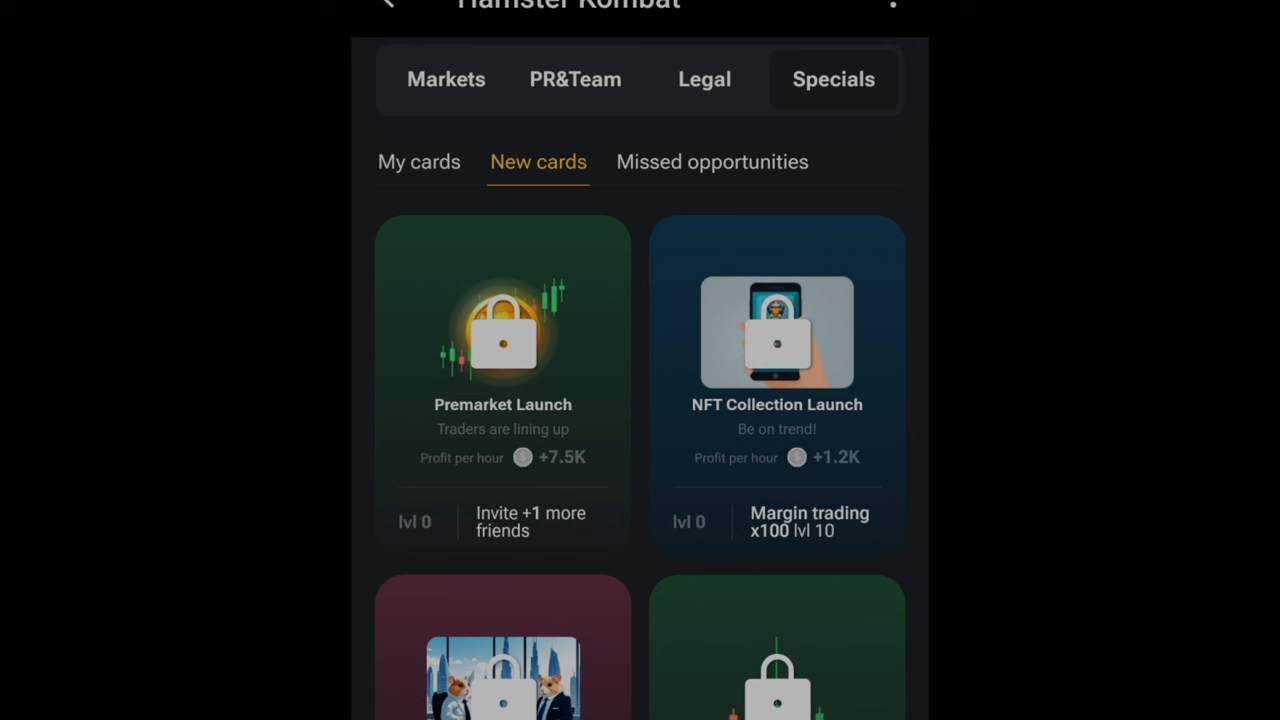 Hamster Kombat
Markets PR&Team Legal Specials
My cards New cards Missed opportunities
Premarket Launch
Traders are lining up
Profit per hour +7.5K
lvl 0
Invite +1 more
friends
NFT Collection Launch
Be on trend!
Profit per hour +1.2K
lvl 0
Margin trading
x100 lvl 10